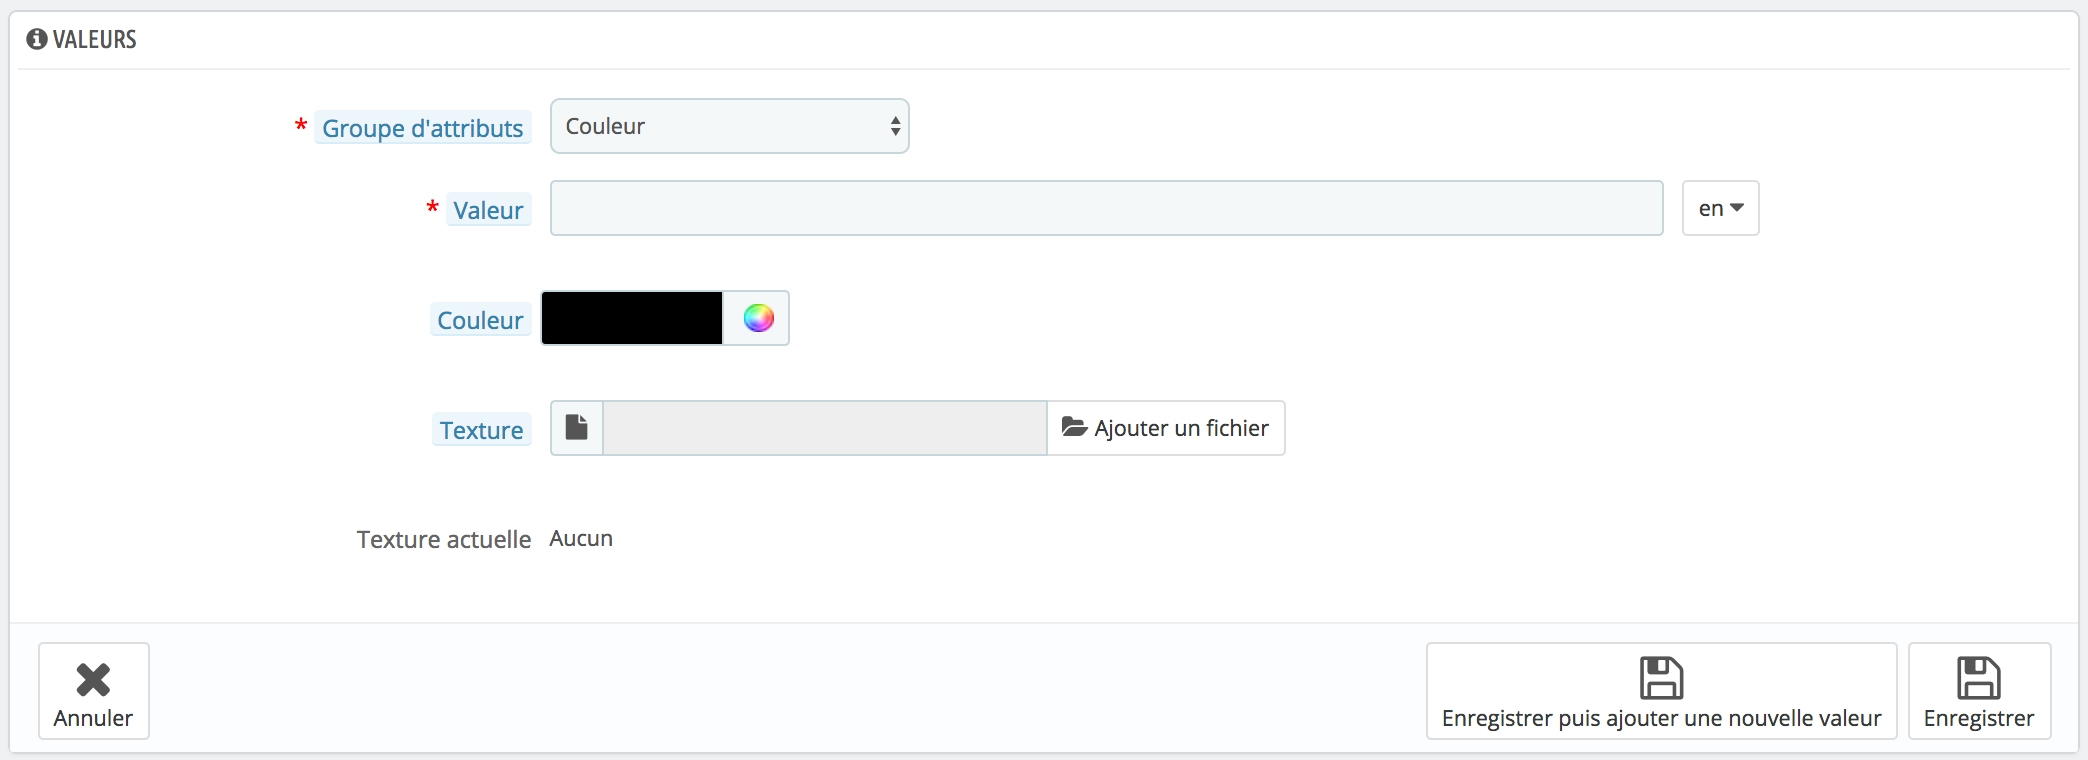 VALEURS
* Groupe d'attributs Couleur
* Valeur en
Couleur
Texture Ajouter un fichier
Texture actuelle Aucun
Annuler Enregistrer puis ajouter une nouvelle valeur Enregistrer